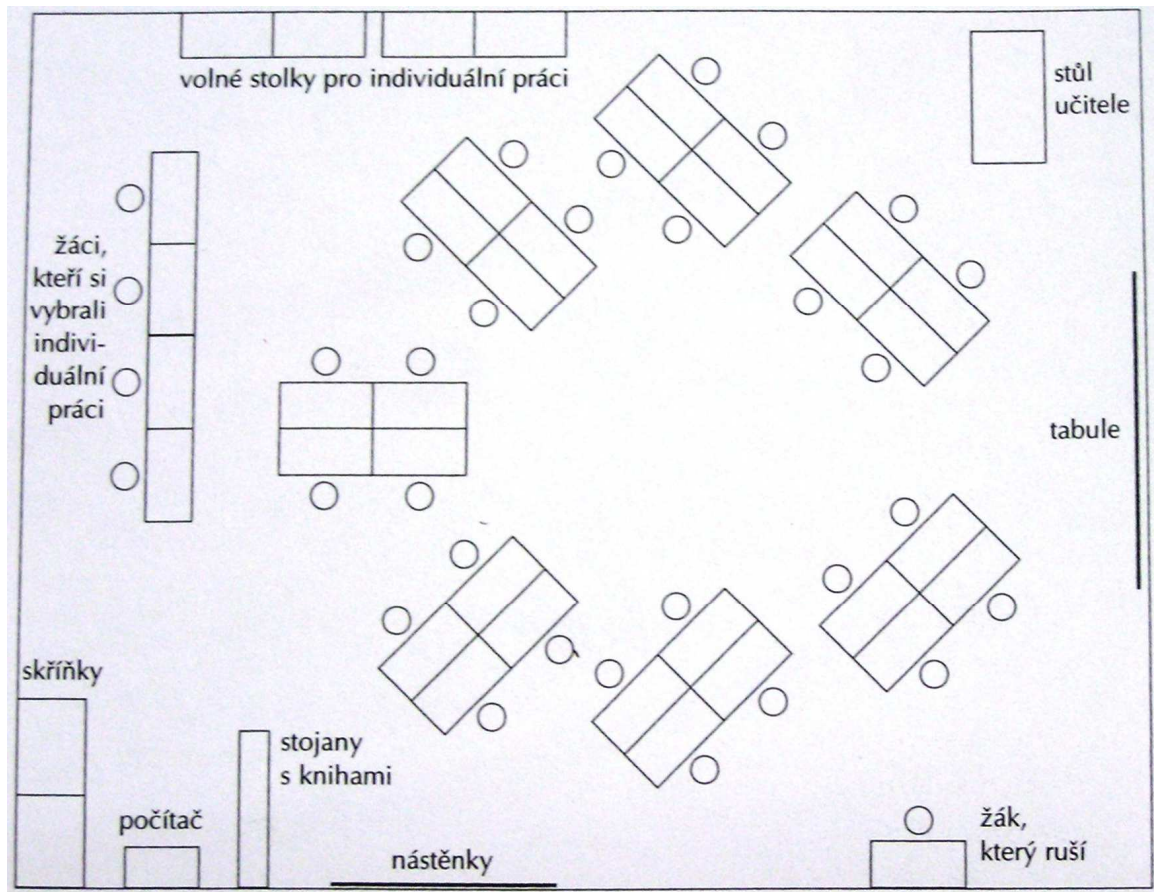 volné stolky pro individuální práci
stůl
učitele
žáci,
kteří si
vybrali
indivi-
duální
práci
tabule
skříňky
stojany
s knihami
počítač
nástěnky
žák,
který ruší